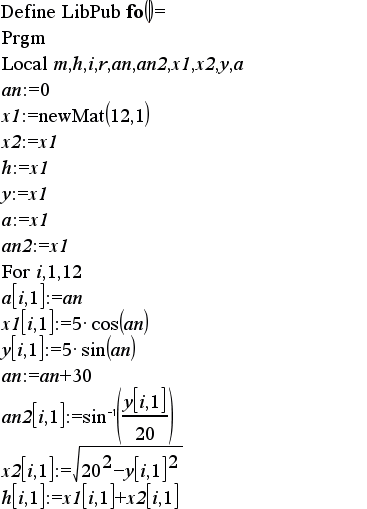 Define LibPub fo()=
Prgm
Local m,h,i,r,an,an2,x1,x2,y,a
an:=0
x1:=newMat(12,1)
x2:=x1
h:=x1
y:=x1
a:=x1
an2:=x1
For i,1,12
a[i,1]:=an
x1[i,1]:=5· cos(an)
y[i,1]:=5· sin(an)
an:=an+30
an2[i,1]:=sin⁻¹(y[i,1]/20)
x2[i,1]:=√(20²−y[i,1]²)
h[i,1]:=x1[i,1]+x2[i,1]